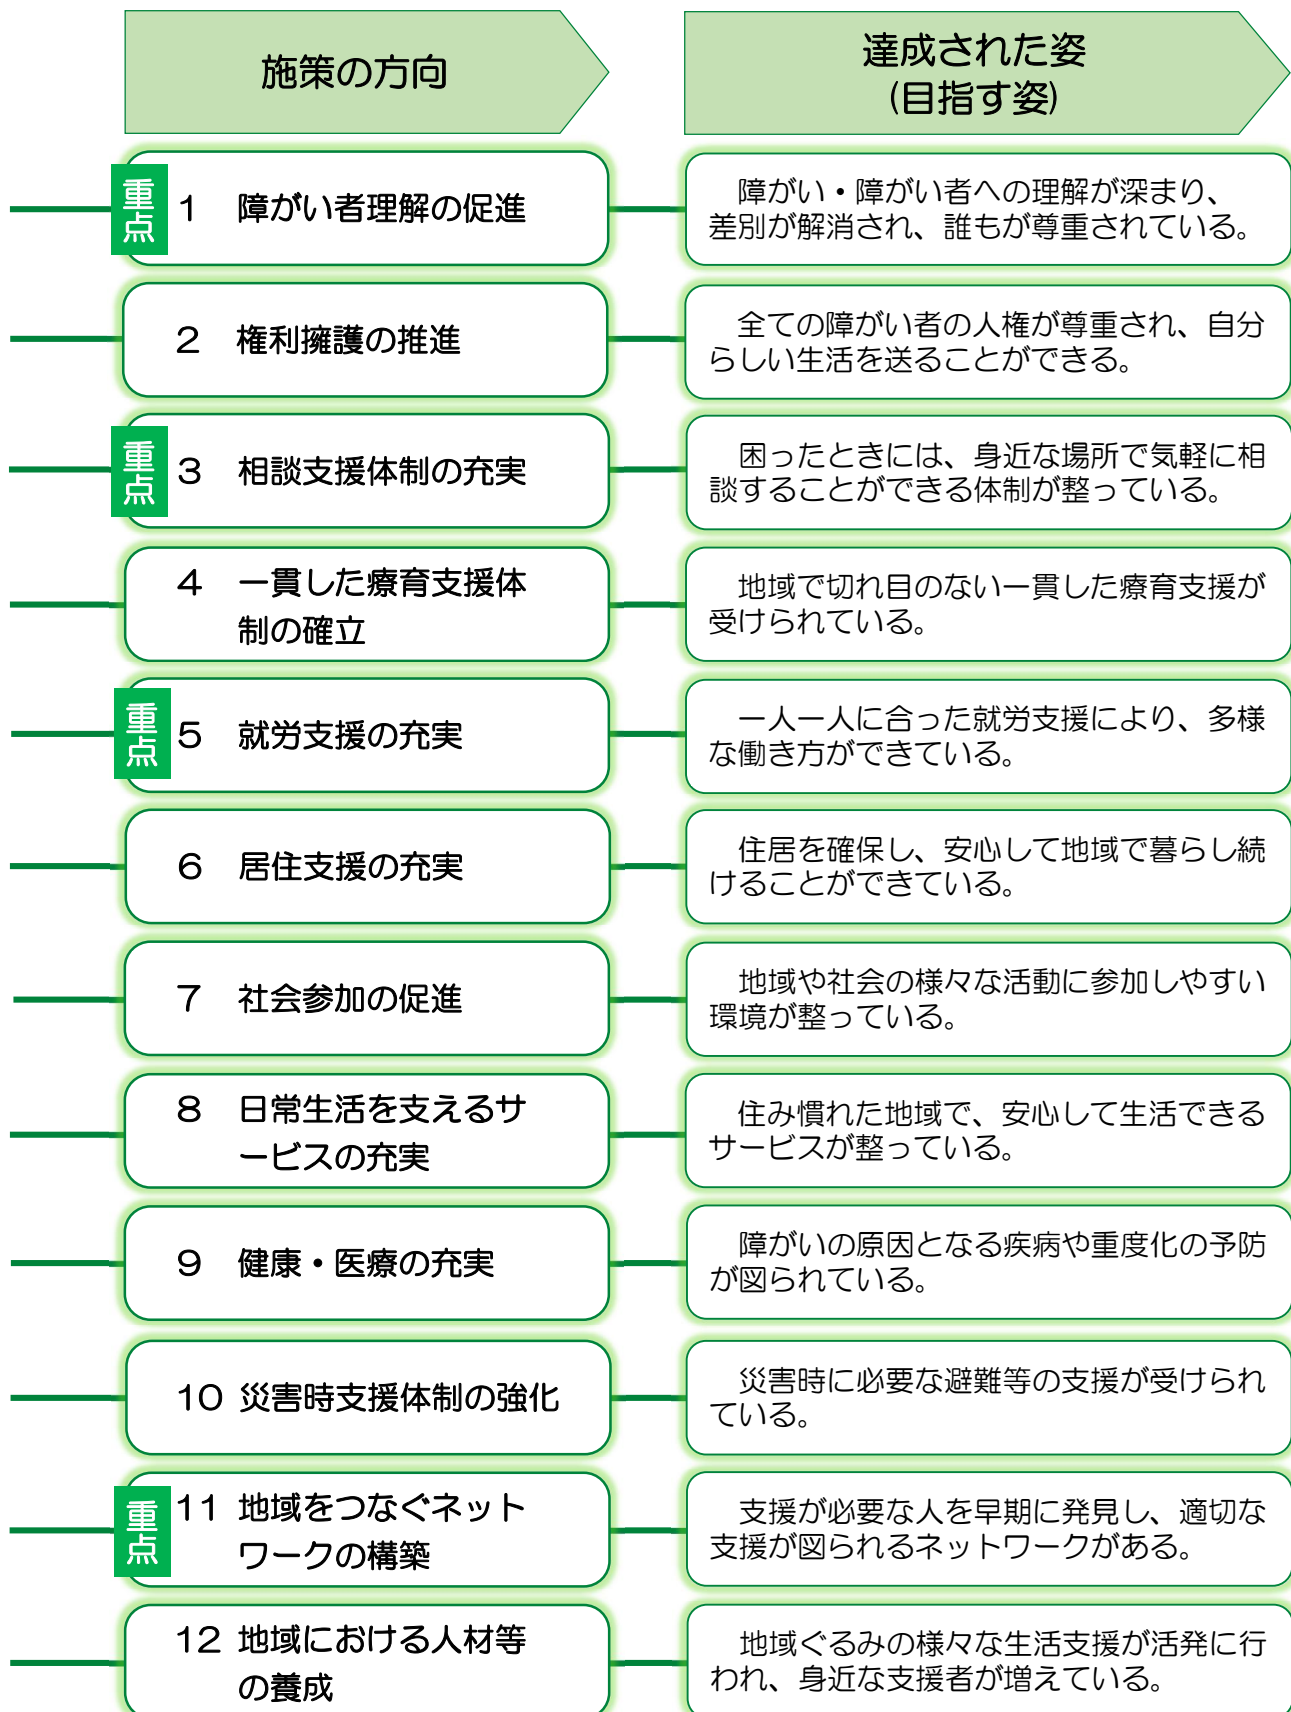 施策の方向
達成された姿
(目指す姿)
重点
1 障がい者理解の促進
障がい・障がい者への理解が深まり、
差別が解消され、誰もが尊重されている。
2 権利擁護の推進
全ての障がい者の人権が尊重され、自分
らしい生活を送ることができる。
重点
3 相談支援体制の充実
困ったときには、身近な場所で気軽に相
談することができる体制が整っている。
4 一貫した療育支援体
制の確立
地域で切れ目のない一貫した療育支援が
受けられている。
重点
5 就労支援の充実
一人一人に合った就労支援により、多様
な働き方ができている。
6 居住支援の充実
住居を確保し、安心して地域で暮らし続
けることができている。
7 社会参加の促進
地域や社会の様々な活動に参加しやすい
環境が整っている。
8 日常生活を支えるサ
ービスの充実
住み慣れた地域で、安心して生活できる
サービスが整っている。
9 健康・医療の充実
障がいの原因となる疾病や重度化の予防
が図られている。
10 災害時支援体制の強化
災害時に必要な避難等の支援が受けられ
ている。
重点
11 地域をつなぐネット
ワークの構築
支援が必要な人を早期に発見し、適切な
支援が図られるネットワークがある。
12 地域における人材等
の養成
地域ぐるみの様々な生活支援が活発に行
われ、身近な支援者が増えている。